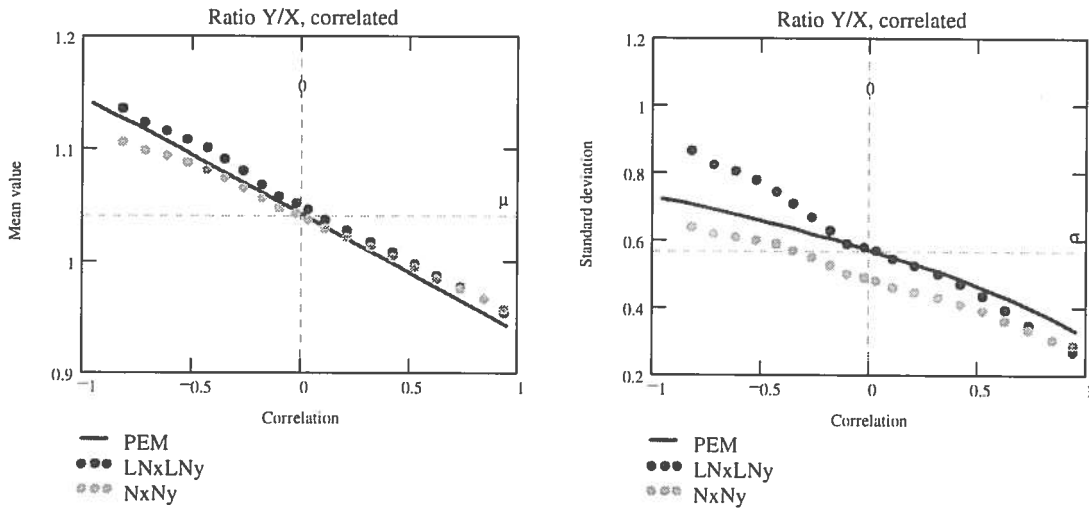 Ratio Y/X, correlated
1.2
1.1
1
0.9
Mean value
0
μ
−1
−0.5
0
0.5
1
Correlation
PEM
LNxLNy
NxNy
Ratio Y/X, correlated
1.2
1
0.8
0.6
0.4
0.2
Standard deviation
0
−1
−0.5
0
0.5
1
Correlation
PEM
LNxLNy
NxNy